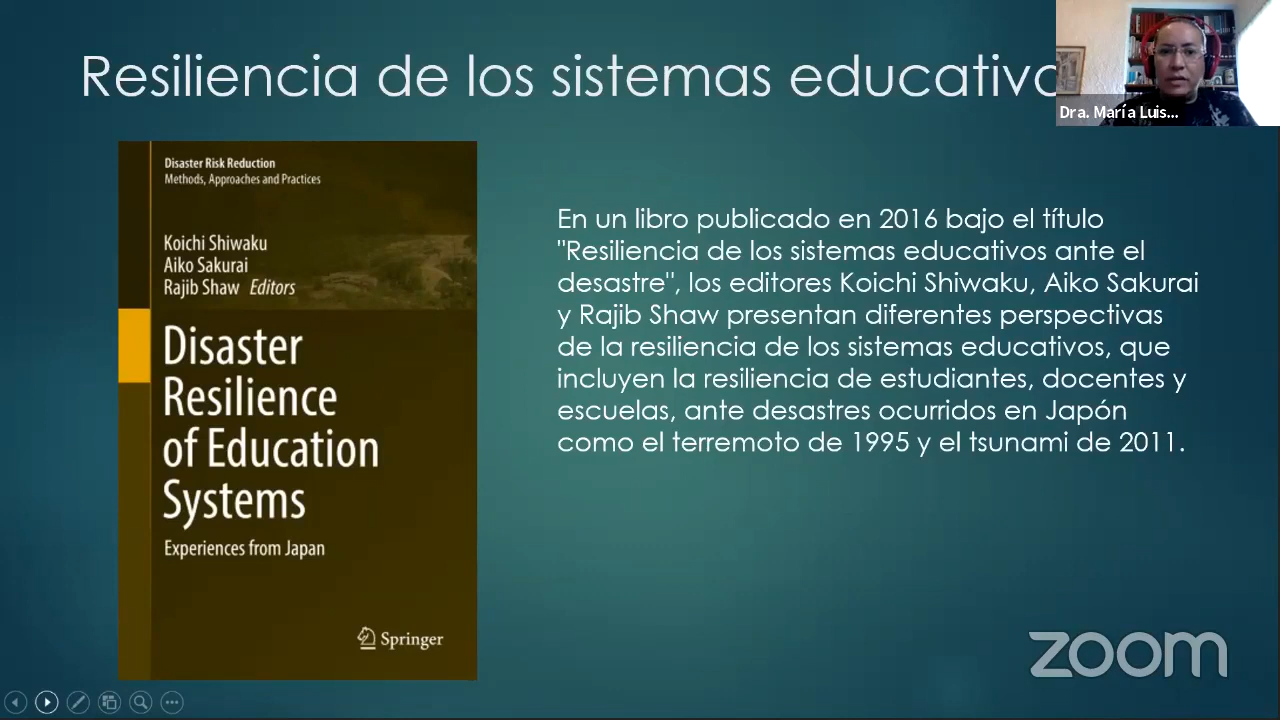 Resiliencia de los sistemas educativo
Dra. María Luis...
Disaster Risk Reduction
Methods, Approaches and Practices
Koichi Shiwaku
Aiko Sakurai
Rajib Shaw Editors
Disaster
Resilience
of Education
Systems
Experiences from Japan
Springer
En un libro publicado en 2016 bajo el título
"Resiliencia de los sistemas educativos ante el
desastre", los editores Koichi Shiwaku, Aiko Sakurai
y Rajib Shaw presentan diferentes perspectivas
de la resiliencia de los sistemas educativos, que
incluyen la resiliencia de estudiantes, docentes y
escuelas, ante desastres ocurridos en Japón
como el terremoto de 1995 y el tsunami de 2011.
zoom